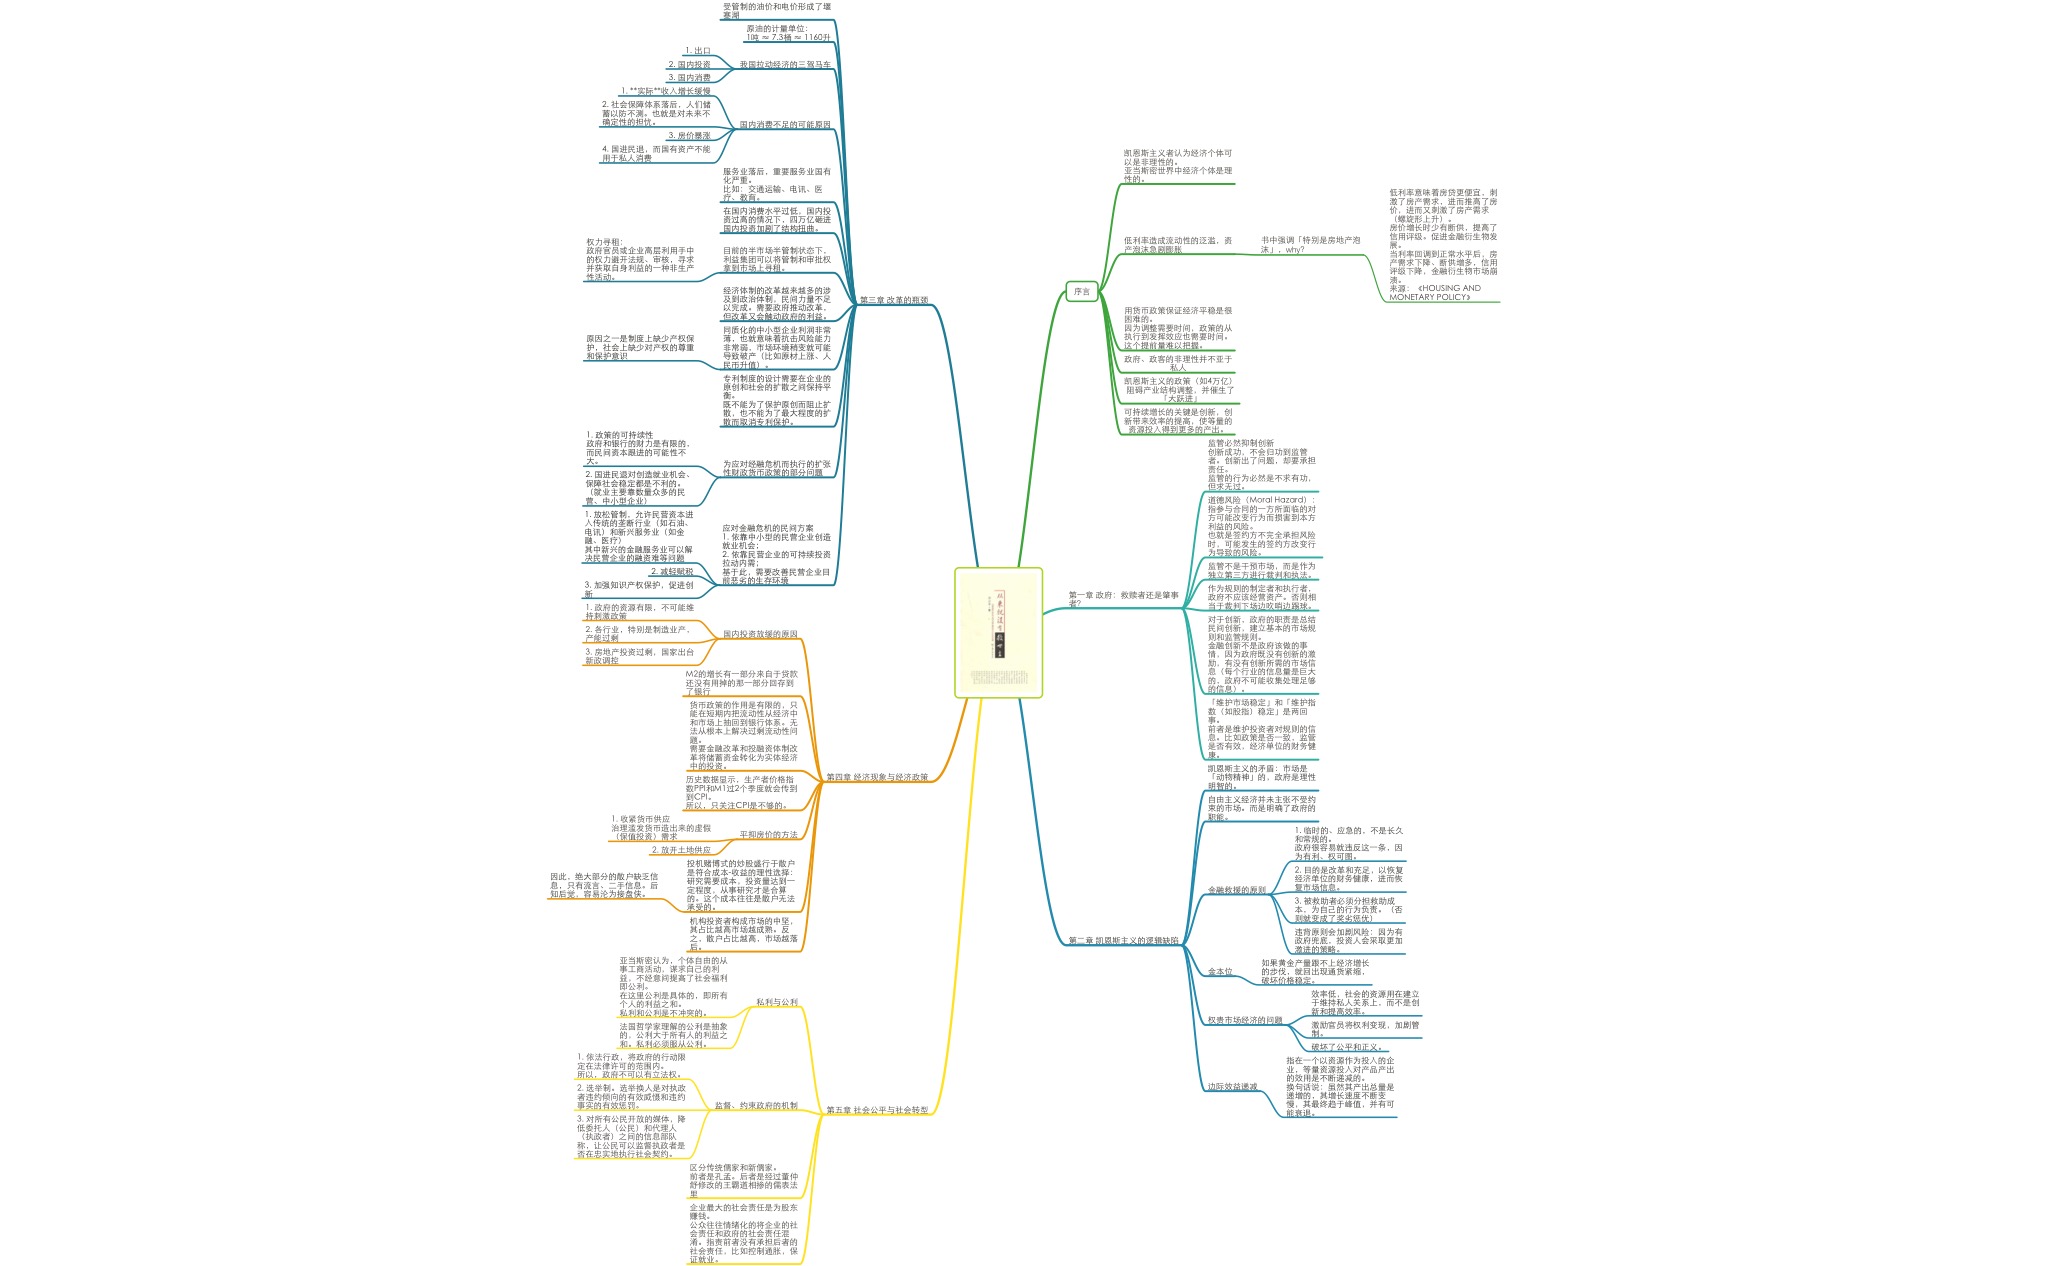 从来就没有
救世主
序言
凯恩斯主义者认为经济个体可
以是非理性的。
亚当斯密世界中经济个体是理
性的。
低利率造成流动性的泛滥，资
产泡沫急剧膨胀
书中强调「特别是房地产泡
沫」，why?
低利率意味着房贷更便宜，刺
激了房产需求，进而推高了房
价，进而又刺激了房产需求
（螺旋形上升）。
房价增长时少有断供，提高了
信用评级。促进金融衍生物发
展。
当利率回调到正常水平后，房
产需求下降、断供增多，信用
评级下降，金融衍生物市场崩
溃。
来源：《HOUSING AND
MONETARY POLICY》
用货币政策保证经济平稳是很
困难的。
因为调整需要时间，政策的从
执行到发挥效应也需要时间。
这个提前量难以把握。
政府、政客的非理性并不亚于
私人
凯恩斯主义的政策（如4万亿）
阻碍产业结构调整，并催生了
「大跃进」
可持续增长的关键是创新，创
新带来效率的提高，使等量的
资源投入得到更多的产出。
第一章 政府：救赎者还是肇事
者?
监管必然抑制创新
创新成功，不会归功到监管
者。创新出了问题，却要承担
责任。
监管的行为必然是不求有功，
但求无过。
道德风险（Moral Hazard）：
指参与合同的一方所面临的对
方可能改变行为而损害到本方
利益的风险。
也就是签约方不完全承担风险
时，可能发生的签约方改变行
为导致的风险。
监管不是干预市场，而是作为
独立第三方进行裁判和执法。
作为规则的制定者和执行者，
政府不应该经营资产。否则相
当于裁判下场边吹哨边踢球。
对于创新，政府的职责是总结
民间创新，建立基本的市场规
则和监管规则。
金融创新不是政府该做的事
情，因为政府既没有创新的激
励，有没有创新所需的市场信
息（每个行业的信息量是巨大
的，政府不可能收集处理足够
的信息）。
「维护市场稳定」和「维护指
数（如股指）稳定」是两回
事。
前者是维护投资者对规则的信
息。比如政策是否一致，监管
是否有效，经济单位的财务健
康。
第二章 凯恩斯主义的逻辑缺陷
凯恩斯主义的矛盾：市场是
「动物精神」的，政府是理性
明智的。
自由主义经济并未主张不受约
束的市场。而是明确了政府的
职能。
金融救援的原则
1. 临时的、应急的，不是长久
和常规的。
政府很容易就违反这一条，因
为有利、权可图。
2. 目的是改革和充足，以恢复
经济单位的财务健康，进而恢
复市场信息。
3. 被救助者必须分担救助成
本，为自己的行为负责。（否
则就变成了奖劣惩优）
违背原则会加剧风险：因为有
政府兜底，投资人会采取更加
激进的策略。
金本位
如果黄金产量跟不上经济增长
的步伐，就回出现通货紧缩，
破坏价格稳定。
权贵市场经济的问题
效率低，社会的资源用在建立
于维持私人关系上，而不是创
新和提高效率。
激励官员将权利变现，加剧管
制。
破坏了公平和正义。
边际效益递减
指在一个以资源作为投入的企
业，等量资源投入对产品产出
的效用是不断递减的。
换句话说：虽然其产出总量是
递增的，其增长速度不断变
慢，其最终趋于峰值，并有可
能衰退。
第三章 改革的瓶颈
受管制的油价和电价形成了堰
塞湖
原油的计量单位：
1吨 ≈ 7.3桶 ≈ 1160升
我国拉动经济的三驾马车
1. 出口
2. 国内投资
3. 国内消费
国内消费不足的可能原因
1. **实际**收入增长缓慢
2. 社会保障体系落后，人们储
蓄以防不测。也就是对未来不
确定性的担忧。
3. 房价暴涨
4. 国进民退，而国有资产不能
用于私人消费
服务业落后，重要服务业国有
化严重。
比如：交通运输、电讯、医
疗、教育。
在国内消费水平过低，国内投
资过高的情况下，四万亿砸进
国内投资加剧了结构扭曲。
目前的半市场半管制状态下，
利益集团可以将管制和审批权
拿到市场上寻租。
权力寻租：
政府官员或企业高层利用手中
的权力避开法规、审核，寻求
并获取自身利益的一种非生产
性活动。
经济体制的改革越来越多的涉
及到政治体制，民间力量不足
以完成。需要政府推动改革，
但改革又会触动政府的利益。
同质化的中小型企业利润非常
薄，也就意味着抗击风险能力
非常弱，市场环境稍变就可能
导致破产（比如原材上涨、人
民币升值）。
原因之一是制度上缺少产权保
护，社会上缺少对产权的尊重
和保护意识
专利制度的设计需要在企业的
原创和社会的扩散之间保持平
衡。
既不能为了保护原创而阻止扩
散，也不能为了最大程度的扩
散而取消专利保护。
为应对经融危机而执行的扩张
性财政货币政策的部分问题
1. 政策的可持续性
政府和银行的财力是有限的，
而民间资本跟进的可能性不
大。
2. 国进民退对创造就业机会、
保障社会稳定都是不利的。
（就业主要靠数量众多的民
营、中小型企业）
应对金融危机的民间方案
1. 依靠中小型的民营企业创造
就业机会；
2. 依靠民营企业的可持续投资
拉动内需；
基于此，需要改善民营企业目
前恶劣的生存环境
1. 放松管制，允许民营资本进
入传统的垄断行业（如石油、
电讯）和新兴服务业（如金
融、医疗）
其中新兴的金融服务业可以解
决民营企业的融资难等问题
2. 减轻赋税
3. 加强知识产权保护，促进创
新
第四章 经济现象与经济政策
国内投资放缓的原因
1. 政府的资源有限，不可能维
持刺激政策
2. 各行业，特别是制造业产，
产能过剩
3. 房地产投资过剩，国家出台
新政调控
M2的增长有一部分来自于贷款
还没有用掉的那一部分回存到
了银行
货币政策的作用是有限的，只
能在短期内把流动性从经济中
和市场上抽回到银行体系。无
法从根本上解决过剩流动性问
题。
需要金融改革和投融资体制改
革将储蓄资金转化为实体经济
中的投资。
历史数据显示，生产者价格指
数PPI和M1过2个季度就会传到
到CPI。
所以，只关注CPI是不够的。
平抑房价的方法
1. 收紧货币供应
治理滥发货币造出来的虚假
（保值投资）需求
2. 放开土地供应
投机赌博式的炒股盛行于散户
是符合成本-收益的理性选择：
研究需要成本，投资量达到一
定程度，从事研究才是合算
的。这个成本往往是散户无法
承受的。
因此，绝大部分的散户缺乏信
息，只有流言、二手信息。后
知后觉，容易沦为接盘侠。
机构投资者构成市场的中坚，
其占比越高市场越成熟。反
之，散户占比越高，市场越落
后。
第五章 社会公平与社会转型
私利与公利
亚当斯密认为，个体自由的从
事工商活动，谋求自己的利
益，不经意间提高了社会福利
即公利。
在这里公利是具体的，即所有
个人的利益之和。
私利和公利是不冲突的。
法国哲学家理解的公利是抽象
的，公利大于所有人的利益之
和。私利必须服从公利。
监督、约束政府的机制
1. 依法行政，将政府的行动限
定在法律许可的范围内。
所以，政府不可以有立法权。
2. 选举制。选举换人是对执政
者违约倾向的有效威慑和违约
事实的有效惩罚。
3. 对所有公民开放的媒体，降
低委托人（公民）和代理人
（执政者）之间的信息部队
称，让公民可以监督执政者是
否在忠实地执行社会契约。
区分传统儒家和新儒家。
前者是孔孟。后者是经过董仲
舒修改的王霸道相掺的儒表法
里
企业最大的社会责任是为股东
赚钱。
公众往往情绪化的将企业的社
会责任和政府的社会责任混
淆。指责前者没有承担后者的
社会责任，比如控制通胀，保
证就业。